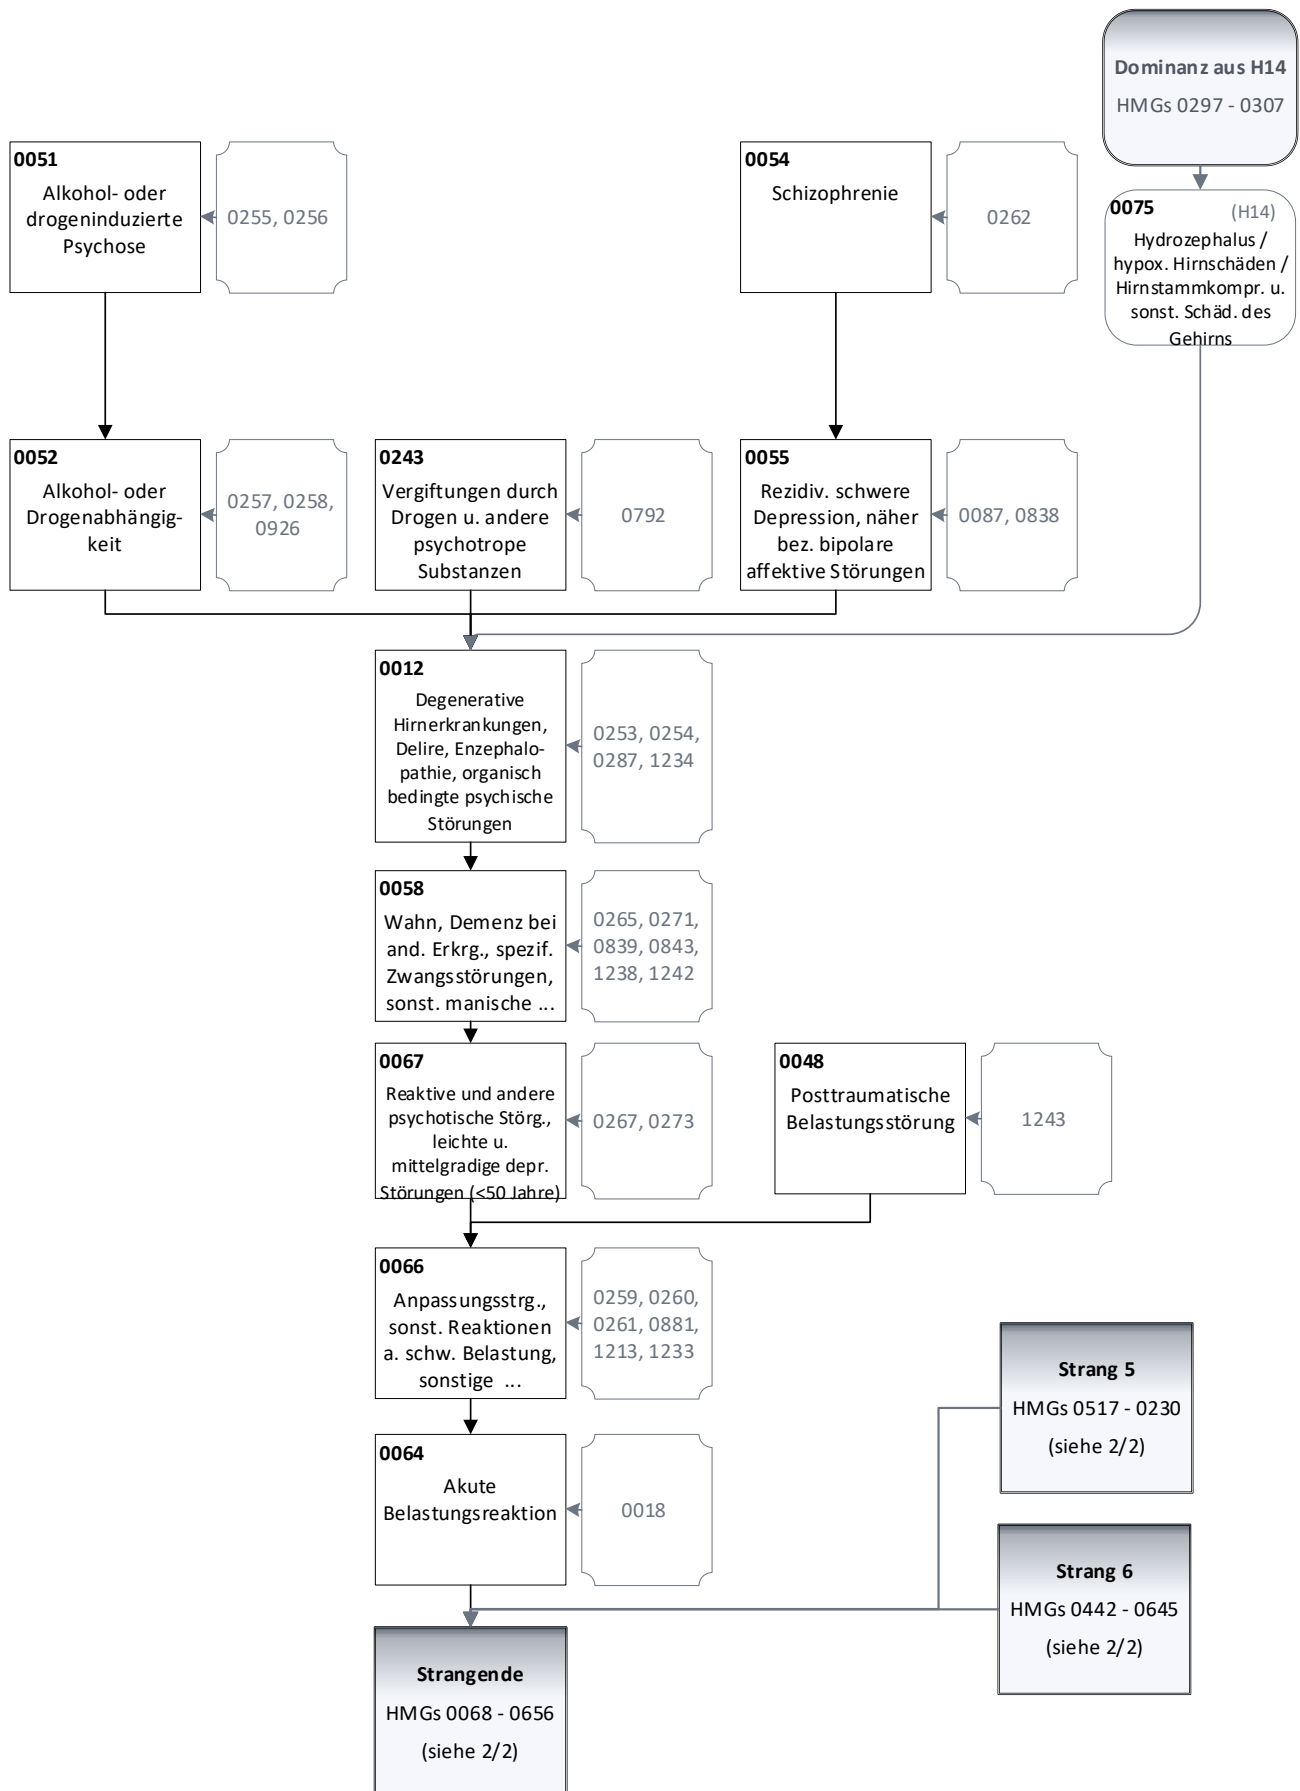 Dominanz aus H14
HMGs 0297 - 0307
0051
Alkohol- oder
drogeninduzierte
Psychose
0255, 0256
0054
Schizophrenie
0262
0075
(H14)
Hydrozephalus /
hypox. Hirnschäden /
Hirnstammkompr. u.
sonst. Schäd. des
Gehirns
0052
Alkohol- oder
Drogenabhängig-
keit
0257, 0258,
0926
0243
Vergiftungen durch
Drogen u. andere
psychotrope
Substanzen
0792
0055
Rezidiv. schwere
Depression, näher
bez. bipolare
affektive Störungen
0087, 0838
0012
Degenerative
Hirnerkrankungen,
Delire, Enzephalo-
pathie, organisch
bedingte psychische
Störungen
0253, 0254,
0287, 1234
0058
Wahn, Demenz bei
and. Erkrg., spezif.
Zwangsstörungen,
sonst. manische ...
0265, 0271,
0839, 0843,
1238, 1242
0067
Reaktive und andere
psychotische Störg.,
leichte u.
mittelgradige depr.
Störungen (<50 Jahre)
0267, 0273
0048
Posttraumatische
Belastungsstörung
1243
0066
Anpassungsstrg.,
sonst. Reaktionen
a. schw. Belastung,
sonstige ...
0259, 0260,
0261, 0881,
1213, 1233
0064
Akute
Belastungsreaktion
0018
Strang 5
HMGs 0517 - 0230
(siehe 2/2)
Strang 6
HMGs 0442 - 0645
(siehe 2/2)
Strangende
HMGs 0068 - 0656
(siehe 2/2)